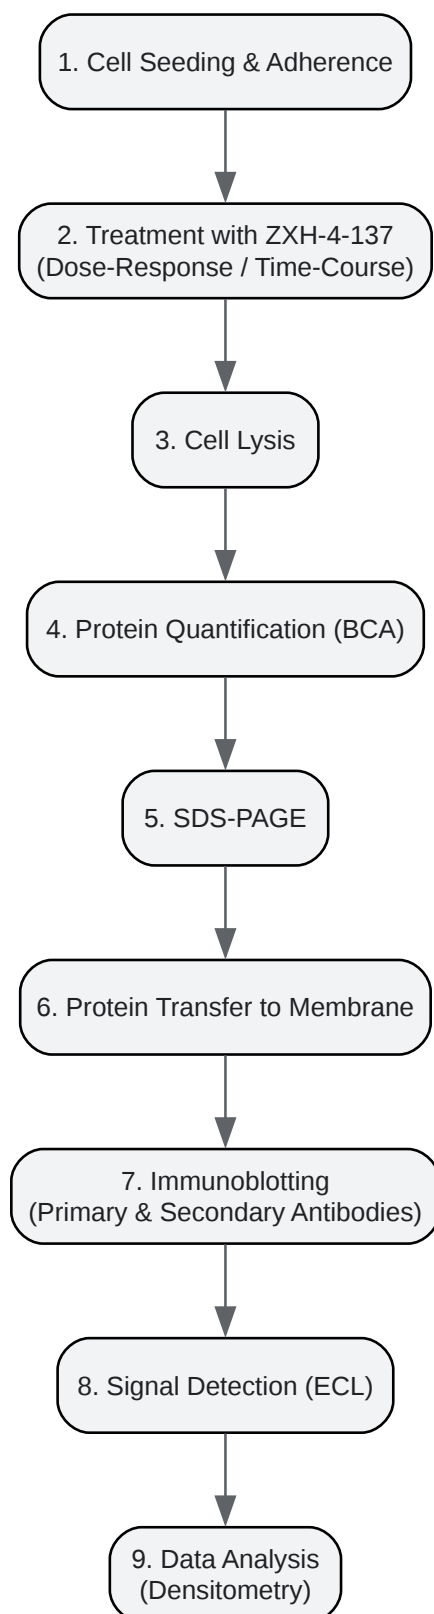 1. Cell Seeding & Adherence
2. Treatment with ZXH-4-137
(Dose-Response / Time-Course)
3. Cell Lysis
4. Protein Quantification (BCA)
5. SDS-PAGE
6. Protein Transfer to Membrane
7. Immunoblotting
(Primary & Secondary Antibodies)
8. Signal Detection (ECL)
9. Data Analysis
(Densitometry)